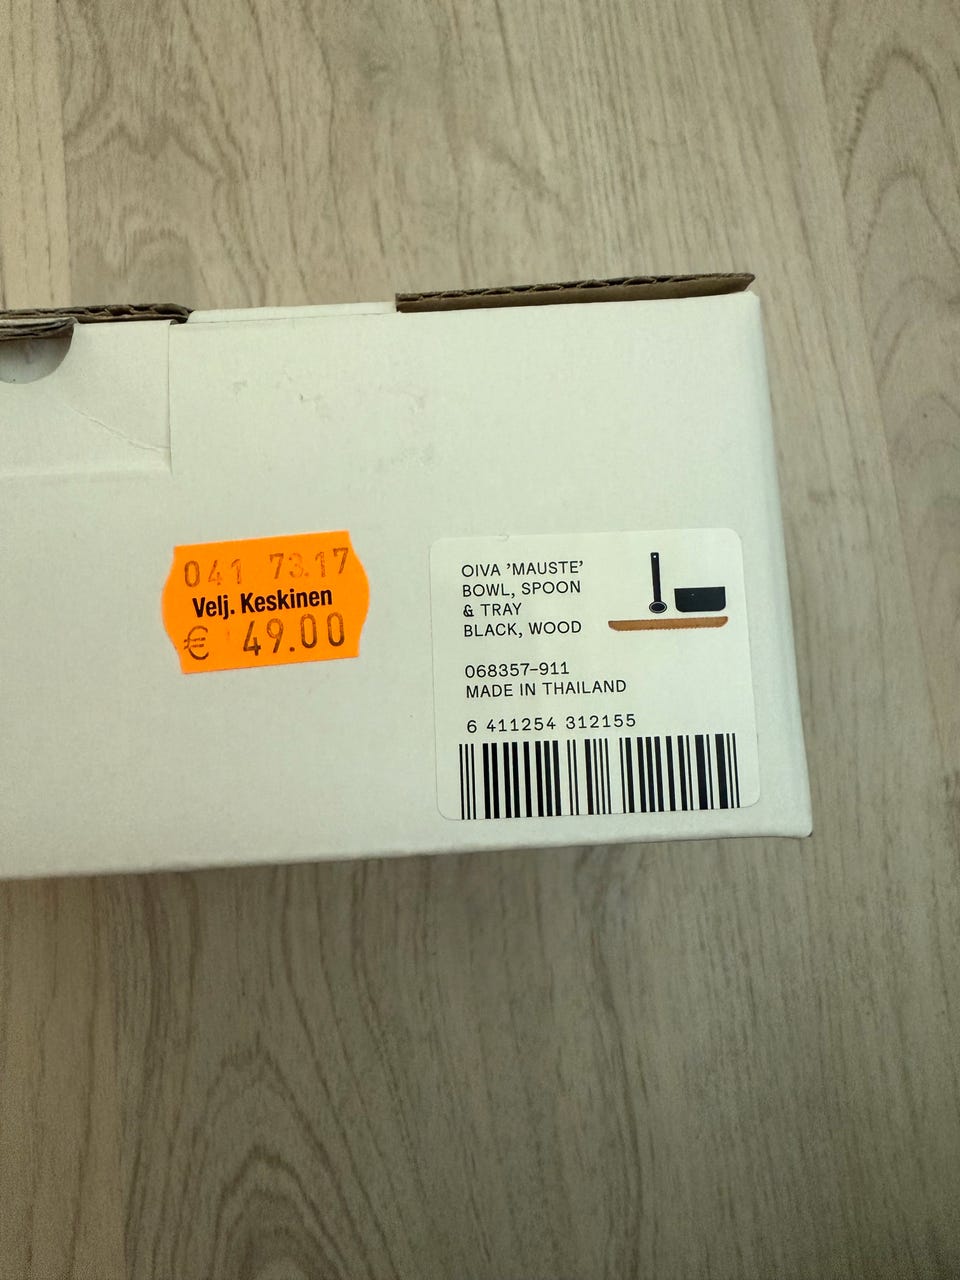 041 73.17
Velj. Keskinen
€ 49.00
OIVA ’MAUSTE’
BOWL, SPOON
& TRAY
BLACK, WOOD
068357-911
MADE IN THAILAND
6 411254 312155